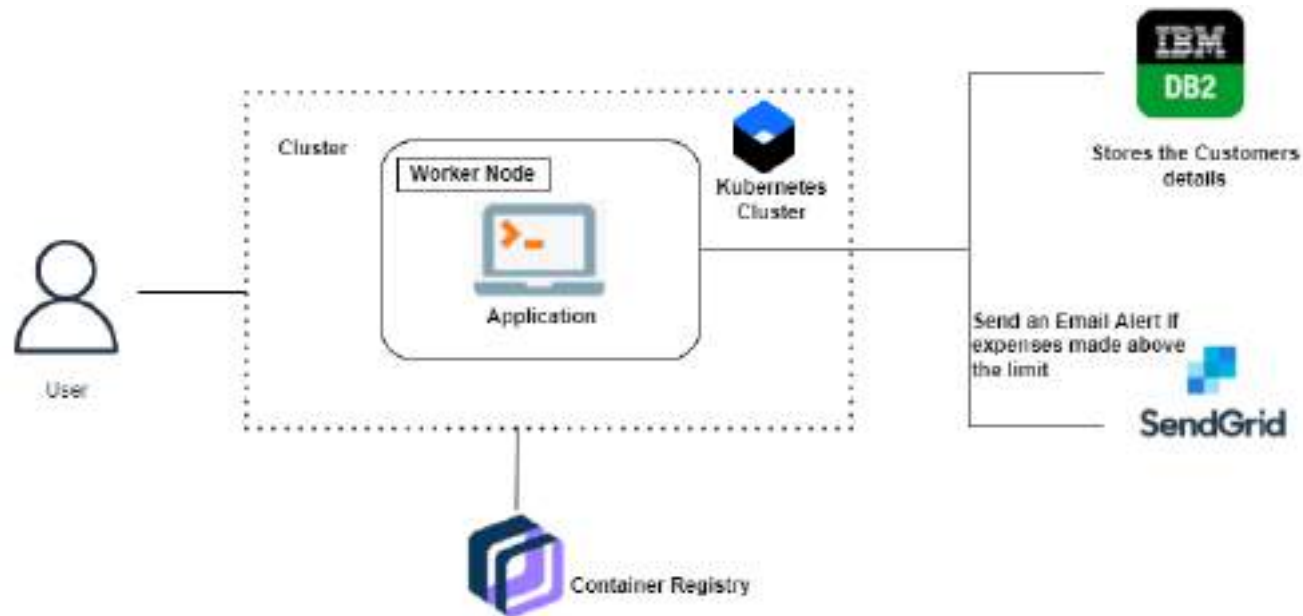 IBM
DB2
Stores the Customers
details
Cluster
Worker Node
Kubernetes
Cluster
Application
User
Send an Email Alert If
expenses made above
the limit
SendGrid
Container Registry